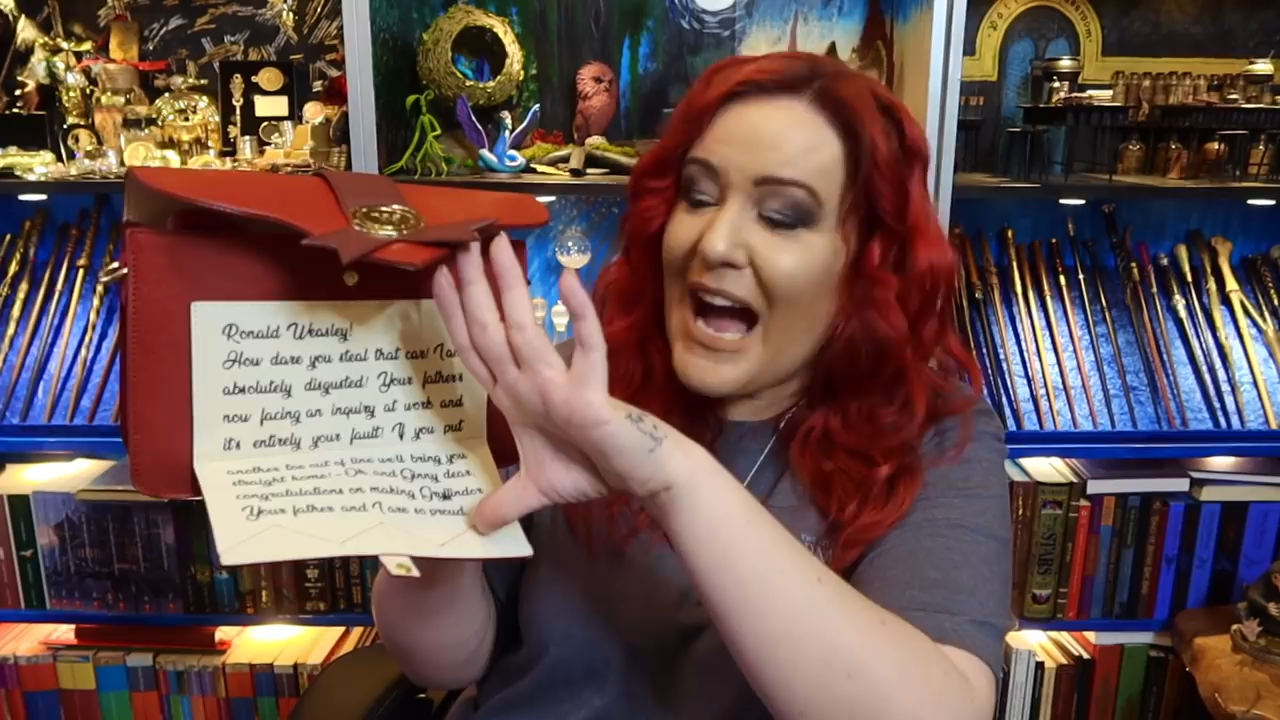 Ronald Weasley!
How dare you steal that car! I am
absolutely disgusted! Your father's
now facing an inquiry at work and
it's entirely your fault! If you put
another toe out of line we'll bring you
straight home! - Oh, and Ginny dear,
congratulations on making Gryffindor
Your father and I are so proud.
STARS